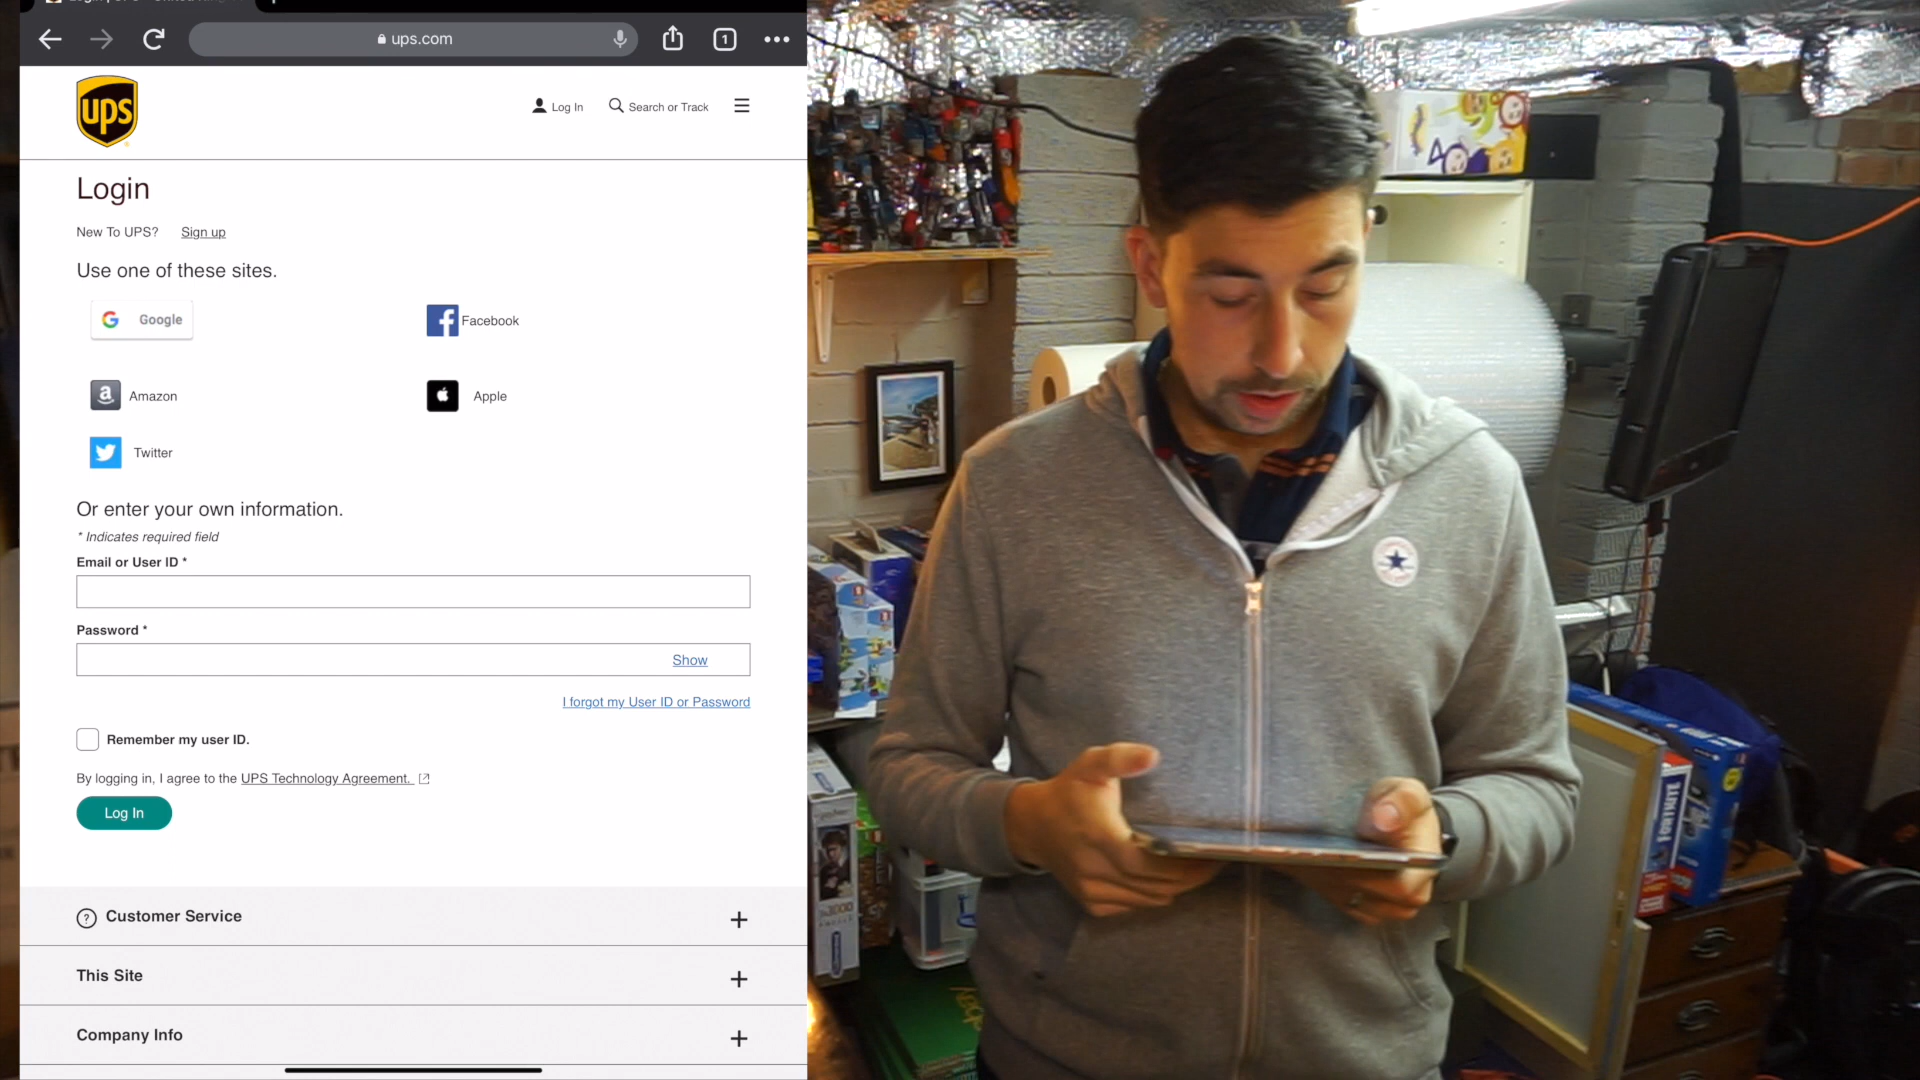 1
ups.com
ups
Log In
Search or Track
Login
New To UPS? Sign up
Use one of these sites.
Google
Facebook
Amazon
Apple
Twitter
Or enter your own information.
* Indicates required field
Email or User ID *
Password *
Show
I forgot my User ID or Password
Remember my user ID.
By logging in, I agree to the UPS Technology Agreement.
Log In
Customer Service
This Site
Company Info
FORTNITE